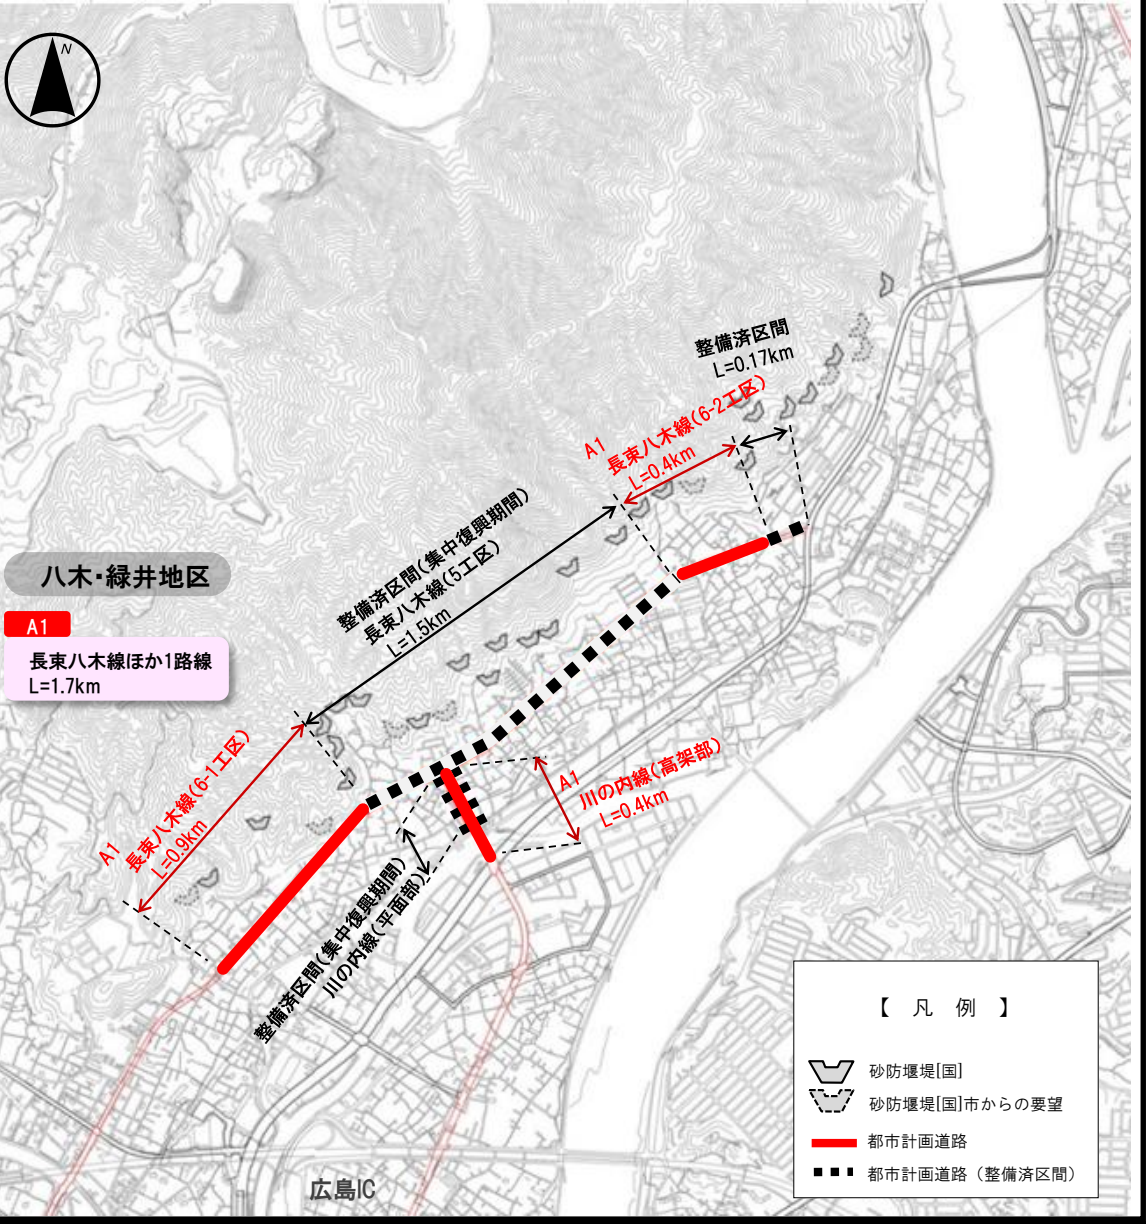 N
整備済区間
L=0.17km
A1
長束八木線(6-2工区)
L=0.4km
整備済区間(集中復興期間)
長束八木線(5工区)
L=1.5km
八木・緑井地区
A1
長束八木線ほか1路線
L=1.7km
A1
長束八木線(6-1工区)
L=0.9km
A1
川の内線(高架部)
L=0.4km
整備済区間(集中復興期間)
川の内線(平面部)
【 凡 例 】
砂防堰堤[国]
砂防堰堤[国]市からの要望
都市計画道路
都市計画道路（整備済区間）
広島IC